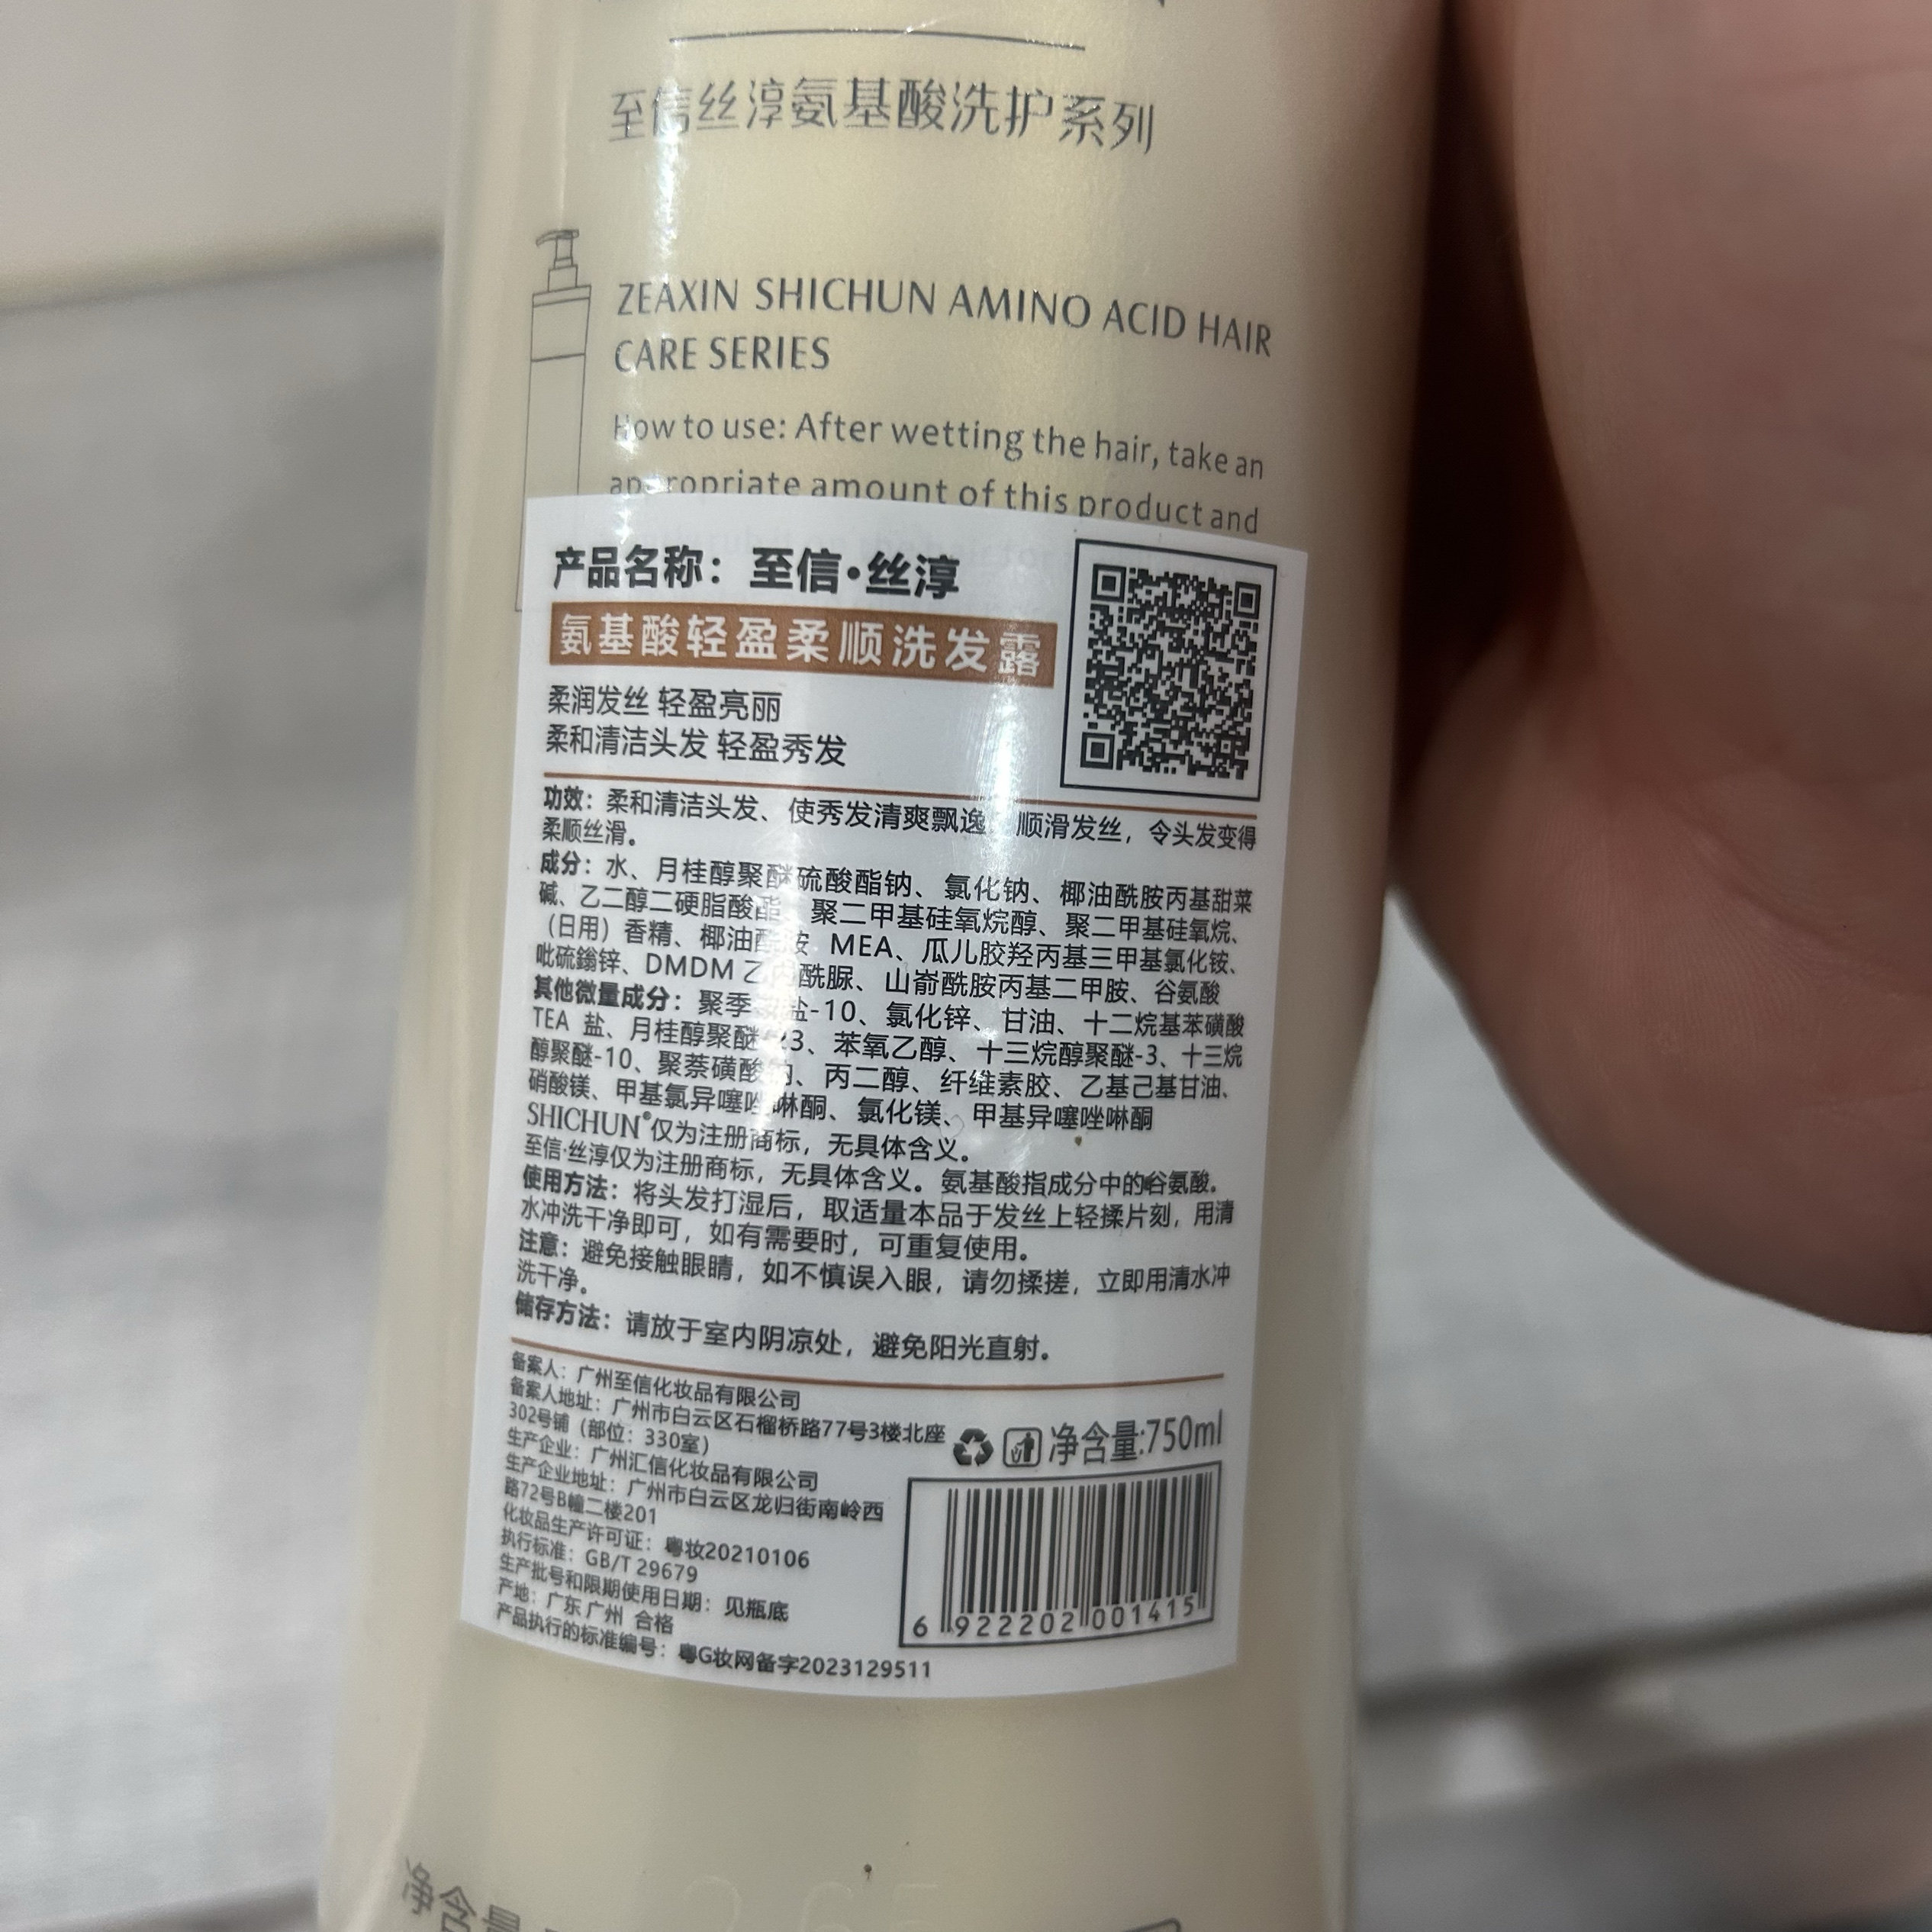 至信丝淳氨基酸洗护系列
ZEAXIN SHICHUN AMINO ACID HAIR
CARE SERIES
How to use: After wetting the hair, take an
appropriate amount of this product and
产品名称：至信·丝淳
氨基酸轻盈柔顺洗发露
柔润发丝 轻盈亮丽
柔和清洁头发 轻盈秀发
功效：柔和清洁头发、使秀发清爽飘逸、顺滑发丝，令头发变得
柔顺丝滑。
成分：水、月桂醇聚醚硫酸酯钠、氯化钠、椰油酰胺丙基甜菜
碱、乙二醇二硬脂酸酯、聚二甲基硅氧烷醇、聚二甲基硅氧烷、
（日用）香精、椰油酰胺 MEA、瓜儿胶羟丙基三甲基氯化铵、
吡硫鎓锌、DMDM 乙内酰脲、山嵛酰胺丙基二甲胺、谷氨酸
其他微量成分：聚季铵盐-10、氯化锌、甘油、十二烷基苯磺酸
TEA 盐、月桂醇聚醚-23、苯氧乙醇、十三烷醇聚醚-3、十三烷
醇聚醚-10、聚萘磺酸钠、丙二醇、纤维素胶、乙基己基甘油、
硝酸镁、甲基氯异噻唑啉酮、氯化镁、甲基异噻唑啉酮
SHICHUN®仅为注册商标，无具体含义。
至信·丝淳仅为注册商标，无具体含义。氨基酸指成分中的谷氨酸。
使用方法：将头发打湿后，取适量本品于发丝上轻揉片刻，用清
水冲洗干净即可，如有需要时，可重复使用。
注意：避免接触眼睛，如不慎误入眼，请勿揉搓，立即用清水冲
洗干净。
储存方法：请放于室内阴凉处，避免阳光直射。
备案人：广州至信化妆品有限公司
备案人地址：广州市白云区石榴桥路77号3楼北座
302号铺（部位：330室）
生产企业：广州汇信化妆品有限公司
生产企业地址：广州市白云区龙归街南岭西
路72号B幢二楼201
化妆品生产许可证：粤妆20210106
执行标准：GB/T 29679
生产批号和限期使用日期：见瓶底
产地：广东 广州 合格
产品执行的标准编号：粤G妆网备字2023129511
净含量:750ml
6 922202 001415
净含量